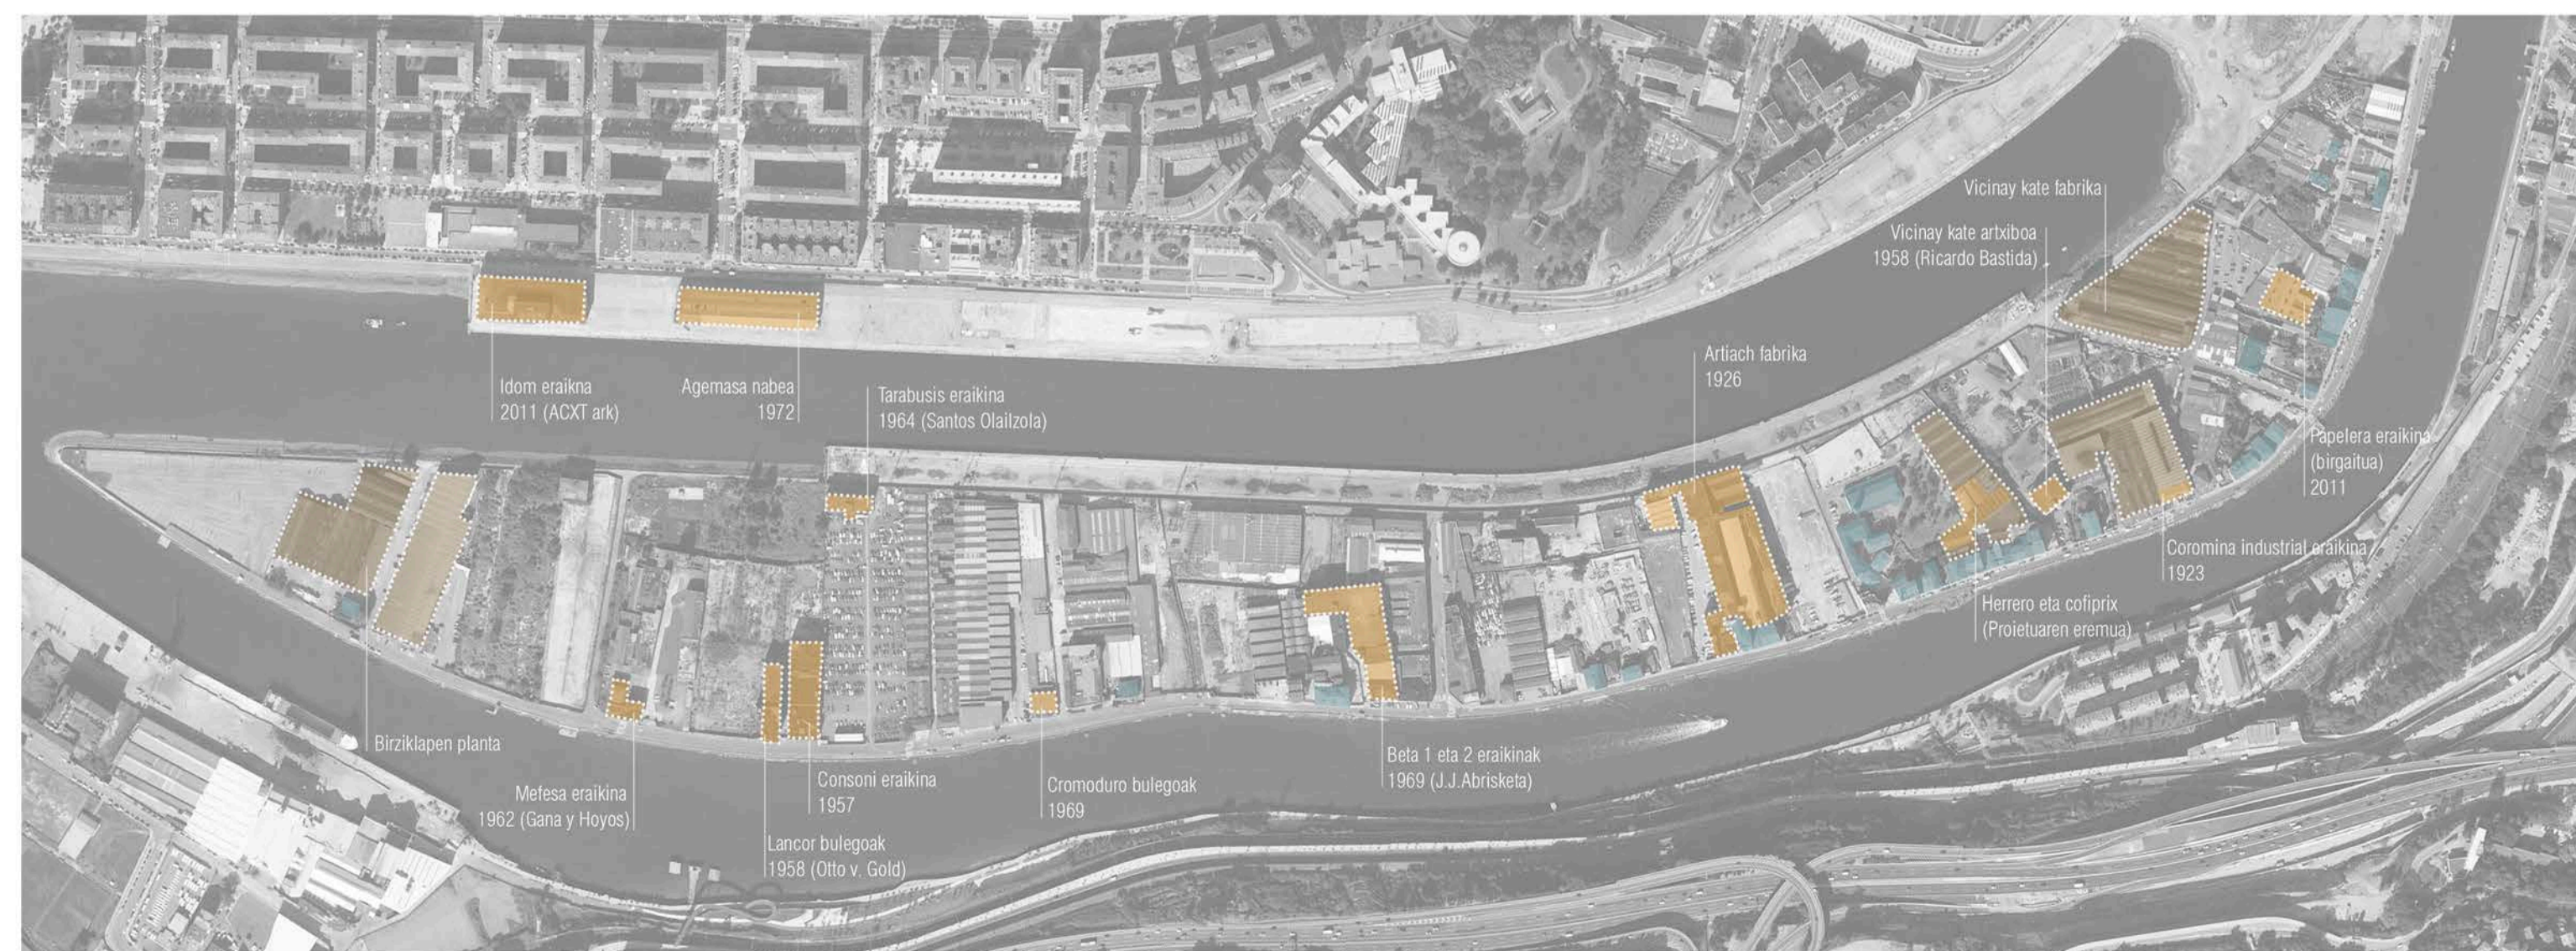 Vicinay kate fabrika
Vicinay kate artxiboa
1958 (Ricardo Bastida)
Artiach fabrika
1926
Idom eraikna
2011 (ACXT ark)
Agemasa nabea
1972
Tarabusis eraikina
1964 (Santos Olailzola)
Papelera eraikina
(birgaitua)
2011
Coromina industrial eraikina
1923
Herrero eta cofiprix
(Proietuaren eremua)
Birziklapen planta
Mefesa eraikina
1962 (Gana y Hoyos)
Consoni eraikina
1957
Cromoduro bulegoak
1969
Beta 1 eta 2 eraikinak
1969 (J.J.Abrisketa)
Lancor bulegoak
1958 (Otto v. Gold)